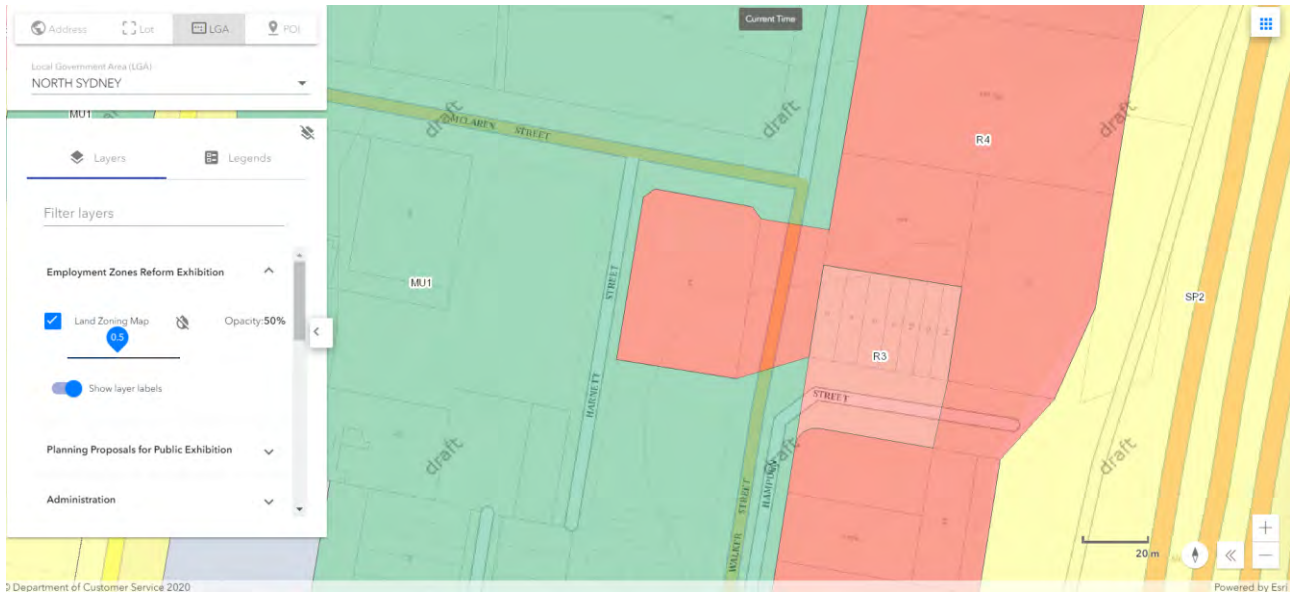 Address
Lot
LGA
POI
Current Time
Local Government Area (LGA)
NORTH SYDNEY
MU1
Layers
Legends
Filter layers
Employment Zones Reform Exhibition
Land Zoning Map
Opacity:50%
0.5
Show layer labels
Planning Proposals for Public Exhibition
Administration
draft
draft
draft
MCLAREN STREET
R4
MU1
SP2
HARNETT STREET
R3
STREET
draft
draft
draft
WALKER STREET
HAMPDEN
20 m
© Department of Customer Service 2020
Powered by Esri